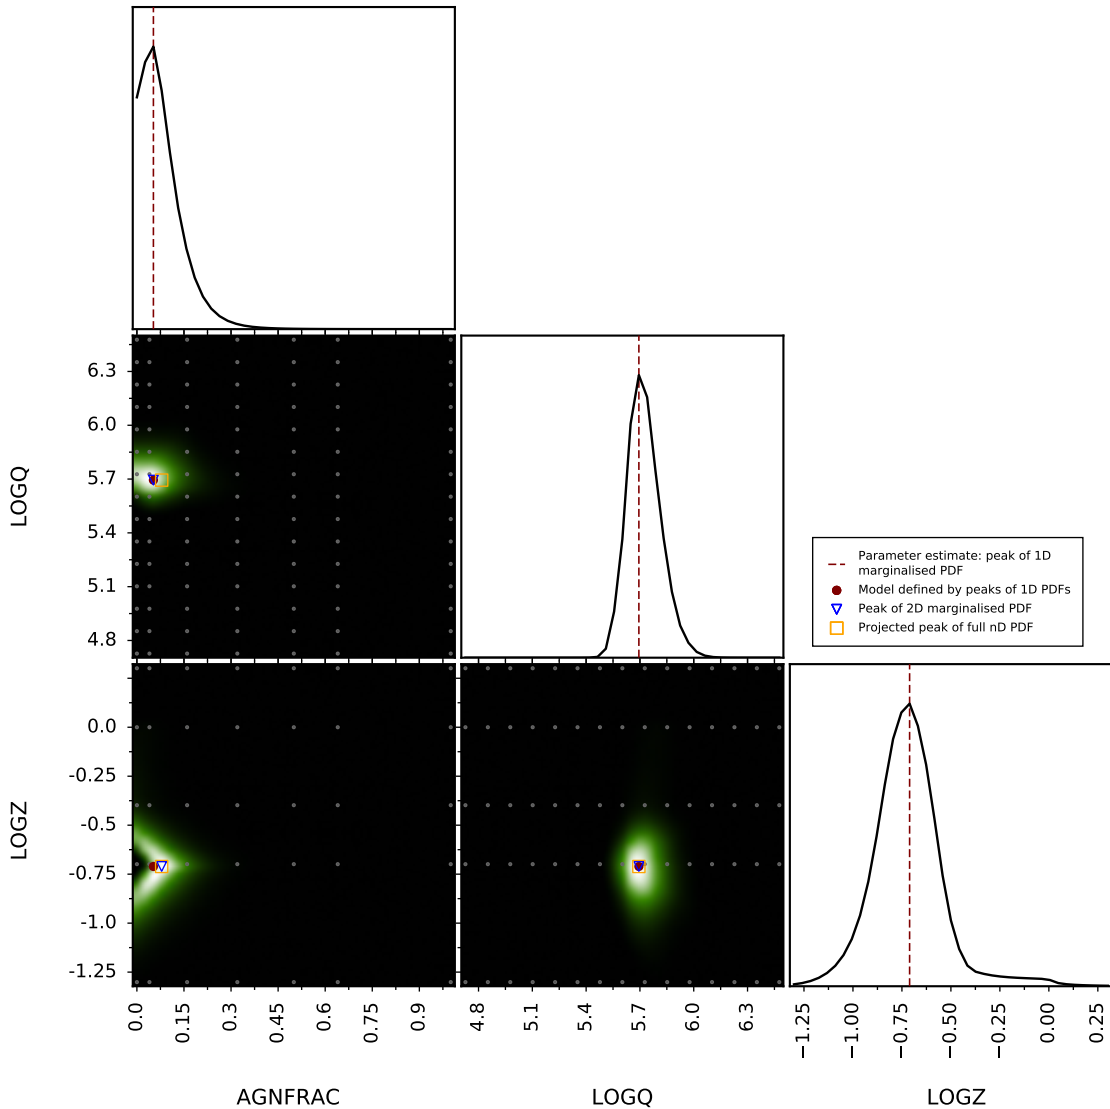 LOGQ
6.3
6.0
5.7
5.4
5.1
4.8
Parameter estimate: peak of 1D
marginalised PDF
Model defined by peaks of 1D PDFs
Peak of 2D marginalised PDF
Projected peak of full nD PDF
LOGZ
0.0
-0.25
-0.5
-0.75
-1.0
-1.25
0.0 0.15 0.3 0.45 0.6 0.75 0.9
4.8 5.1 5.4 5.7 6.0 6.3
−1.25 −1.00 −0.75 −0.50 −0.25 0.00 0.25
AGNFRAC LOGQ LOGZ